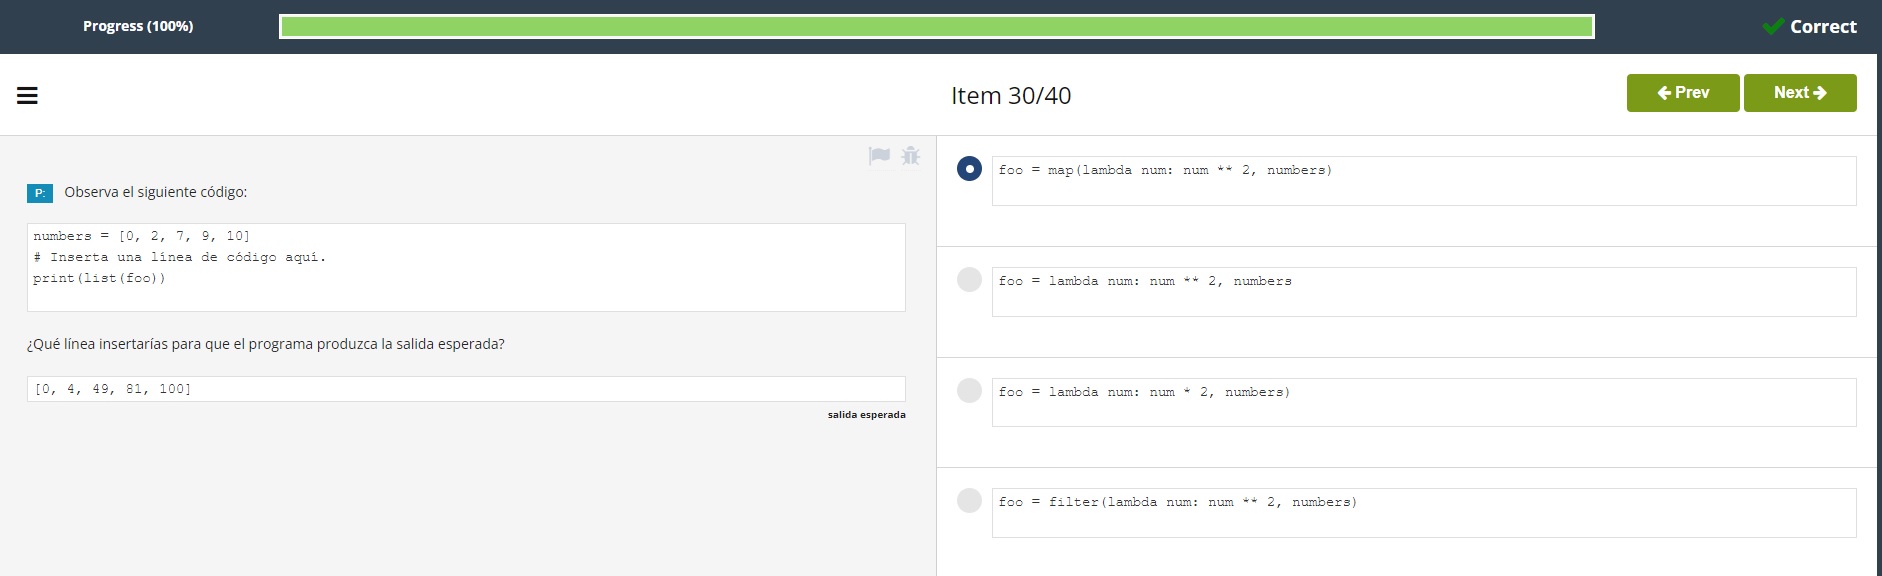 Progress (100%)
Correct
Item 30/40
Prev
Next
P: Observa el siguiente código:
numbers = [0, 2, 7, 9, 10]
# Inserta una línea de código aquí.
print(list(foo))
¿Qué línea insertarías para que el programa produzca la salida esperada?
[0, 4, 49, 81, 100]
salida esperada
foo = map(lambda num: num ** 2, numbers)
foo = lambda num: num ** 2, numbers
foo = lambda num: num * 2, numbers)
foo = filter(lambda num: num ** 2, numbers)